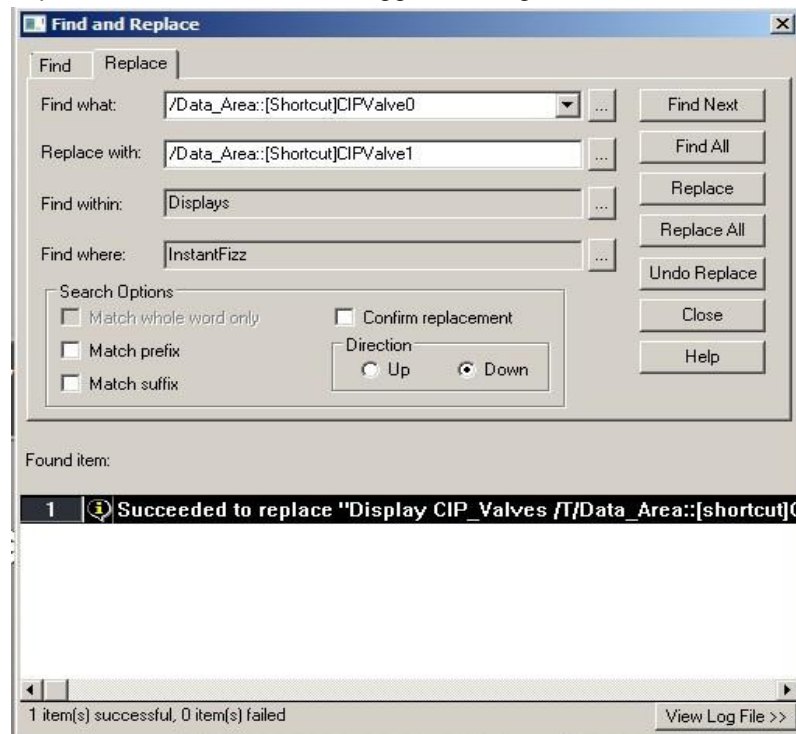 Find and Replace
Find Replace
Find what: /Data_Area::[Shortcut]CIPValve0 ... Find Next
Replace with: /Data_Area::[Shortcut]CIPValve1 ... Find All
Find within: Displays ... Replace
Replace All
Find where: InstantFizz ...
Undo Replace
Search Options
Match whole word only Confirm replacement Close
Match prefix Direction
Up Down Help
Match suffix
Found item:
1 Succeeded to replace "Display CIP_Valves /T/Data_Area::[shortcut]
1 item(s) successful, 0 item(s) failed View Log File >>